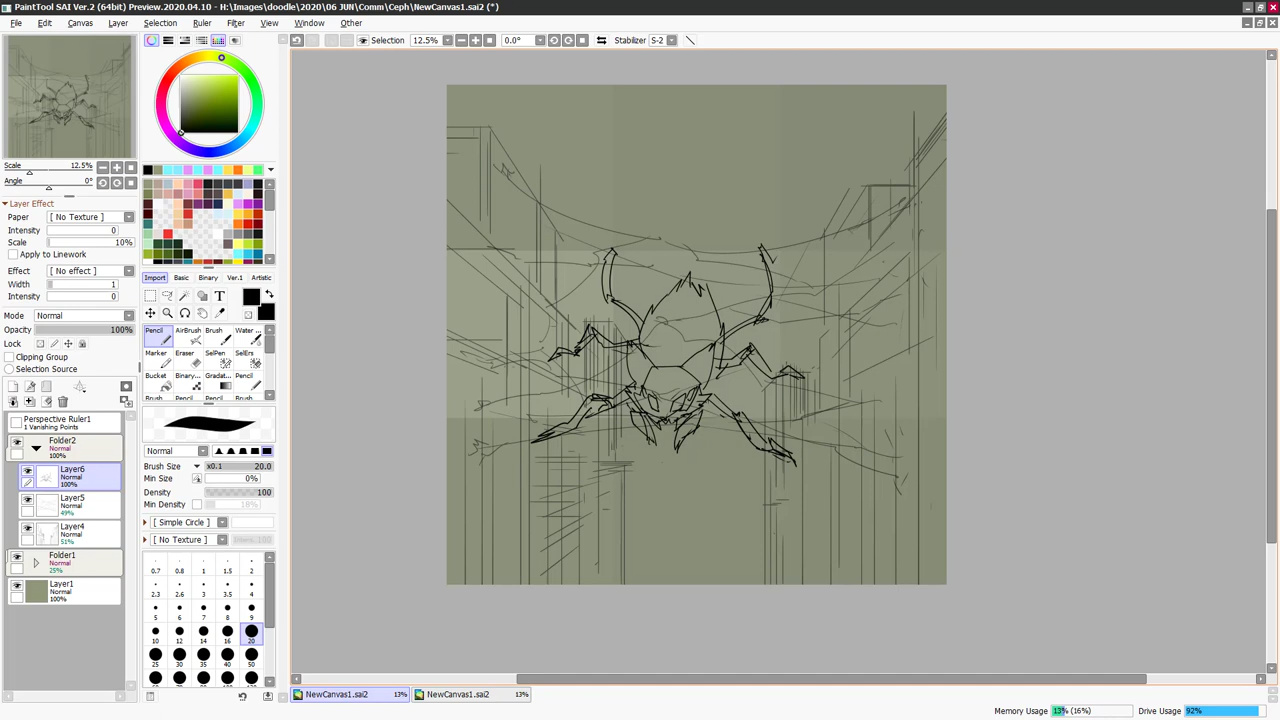 PaintTool SAI Ver.2 (64bit) Preview.2020.04.10 - H:\Images\doodle\2020\06 JUN\Comm\Ceph\NewCanvas1.sai2 (*)
File Edit Canvas Layer Selection Ruler Filter View Window Other
Selection 12.5% 0.0° Stabilizer S-2
Scale 12.5%
Angle 0°
Layer Effect
Paper [ No Texture ]
Intensity 0
Scale 10%
Apply to Linework
Effect [ No effect ]
Width 1
Intensity 0
Mode Normal
Opacity 100%
Lock
Clipping Group
Selection Source
Perspective Ruler1
1 Vanishing Points
Folder2
Normal
100%
Layer6
Normal
100%
Layer5
Normal
49%
Layer4
Normal
51%
Folder1
Normal
25%
Layer1
Normal
100%
Import Basic Binary Ver.1 Artistic
T
Pencil AirBrush Brush Water ...
Marker Eraser SelPen SelErs
Bucket Binary... Gradat... Pencil
Brush Pencil Pencil Brush
Normal
Brush Size x0.1 20.0
Min Size 0%
Density 100
Min Density 18%
[ Simple Circle ]
[ No Texture ]
0.7 0.8 1 1.5 2
2.3 2.6 3 3.5 4
5 6 7 8 9
10 12 14 16 20
25 30 35 40 50
NewCanvas1.sai2 13% NewCanvas1.sai2 13%
Memory Usage 13% (16%) Drive Usage 92%